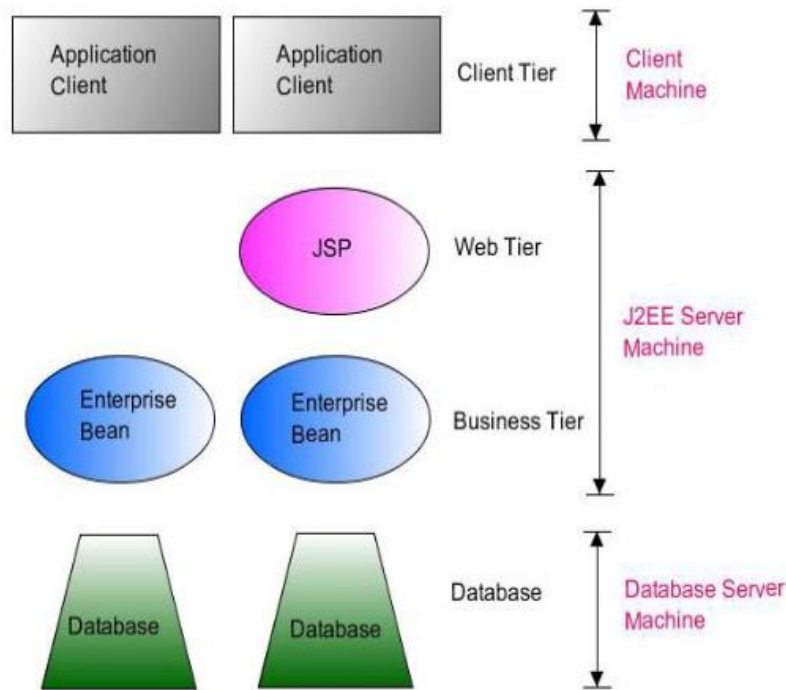 Application
Client
Application
Client
Client Tier
Client
Machine
JSP
Web Tier
J2EE Server
Machine
Enterprise
Bean
Enterprise
Bean
Business Tier
Database
Database
Database
Database Server
Machine